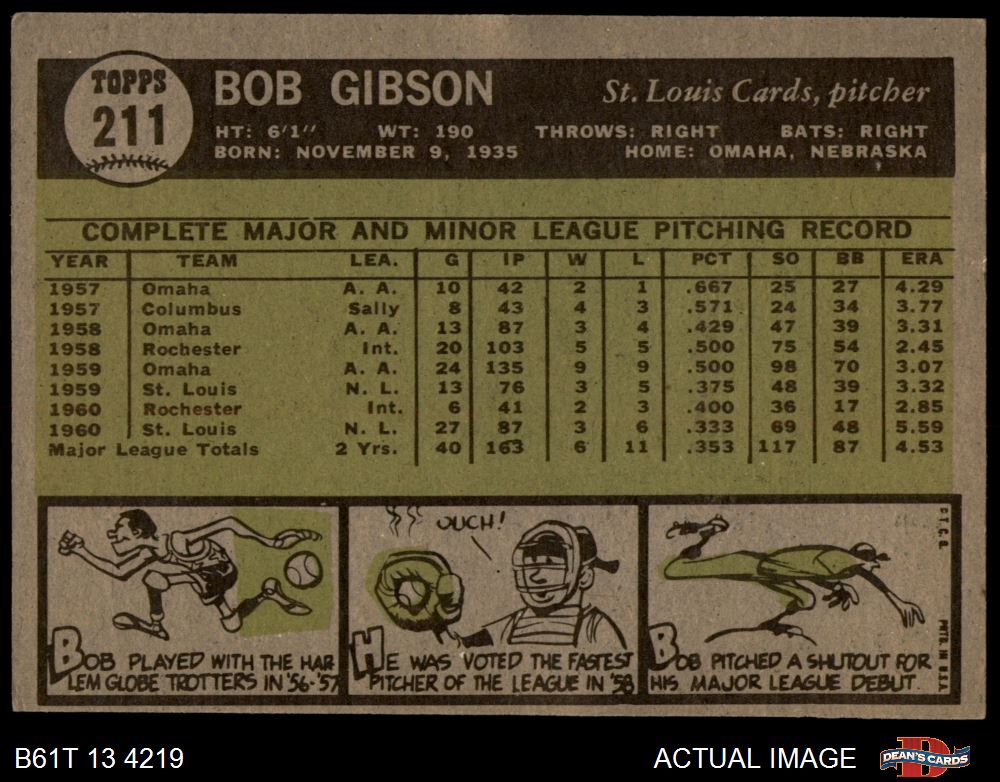 TOPPS
211
BOB GIBSON
St. Louis Cards, pitcher
HT: 6'1" WT: 190 THROWS: RIGHT BATS: RIGHT
BORN: NOVEMBER 9, 1935 HOME: OMAHA, NEBRASKA
COMPLETE MAJOR AND MINOR LEAGUE PITCHING RECORD
YEAR TEAM LEA. G IP W L PCT SO BB ERA
1957 Omaha A. A. 10 42 2 1 .667 25 27 4.29
1957 Columbus Sally 8 43 4 3 .571 24 34 3.77
1958 Omaha A. A. 13 87 3 4 .429 47 39 3.31
1958 Rochester Int. 20 103 5 5 .500 75 54 2.45
1959 Omaha A. A. 24 135 9 9 .500 98 70 3.07
1959 St. Louis N. L. 13 76 3 5 .375 48 39 3.32
1960 Rochester Int. 6 41 2 3 .400 36 17 2.85
1960 St. Louis N. L. 27 87 3 6 .333 69 48 5.59
Major League Totals 2 Yrs. 40 163 6 11 .353 117 87 4.53
BOB PLAYED WITH THE HAR
LEM GLOBE TROTTERS IN '56-'57
OUCH!
HE WAS VOTED THE FASTEST
PITCHER OF THE LEAGUE IN '58
BOB PITCHED A SHUTOUT FOR
HIS MAJOR LEAGUE DEBUT.
© T. C. G. PRTD. IN U.S.A.
B61T 13 4219
ACTUAL IMAGE
DEAN'S CARDS